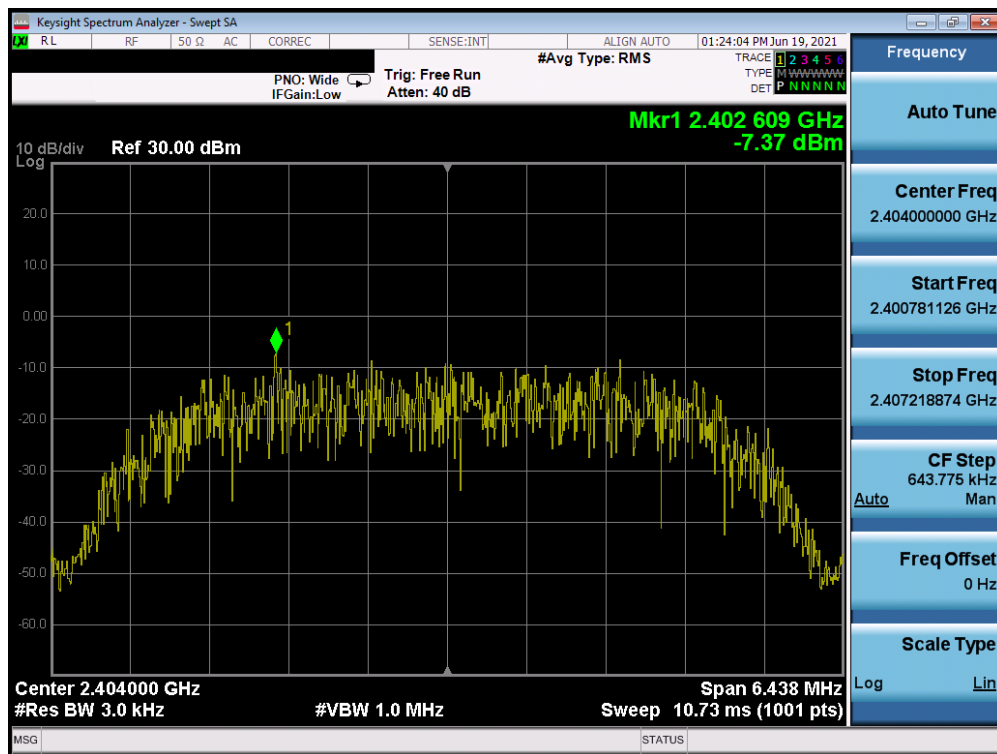 Keysight Spectrum Analyzer - Swept SA
LXI RL RF 50 Ω AC CORREC SENSE:INT ALIGN AUTO 01:24:04 PM Jun 19, 2021
PNO: Wide
IFGain:Low
Trig: Free Run
Atten: 40 dB
#Avg Type: RMS
TRACE 1 2 3 4 5 6
TYPE M W W W W W
DET P N N N N N
Mkr1 2.402 609 GHz
-7.37 dBm
10 dB/div
Log
Ref 30.00 dBm
20.0
10.0
0.00
1
-10.0
-20.0
-30.0
-40.0
-50.0
-60.0
Center 2.404000 GHz
Span 6.438 MHz
#Res BW 3.0 kHz
#VBW 1.0 MHz
Sweep 10.73 ms (1001 pts)
MSG
STATUS
Frequency
Auto Tune
Center Freq
2.404000000 GHz
Start Freq
2.400781126 GHz
Stop Freq
2.407218874 GHz
CF Step
643.775 kHz
Auto Man
Freq Offset
0 Hz
Scale Type
Log Lin